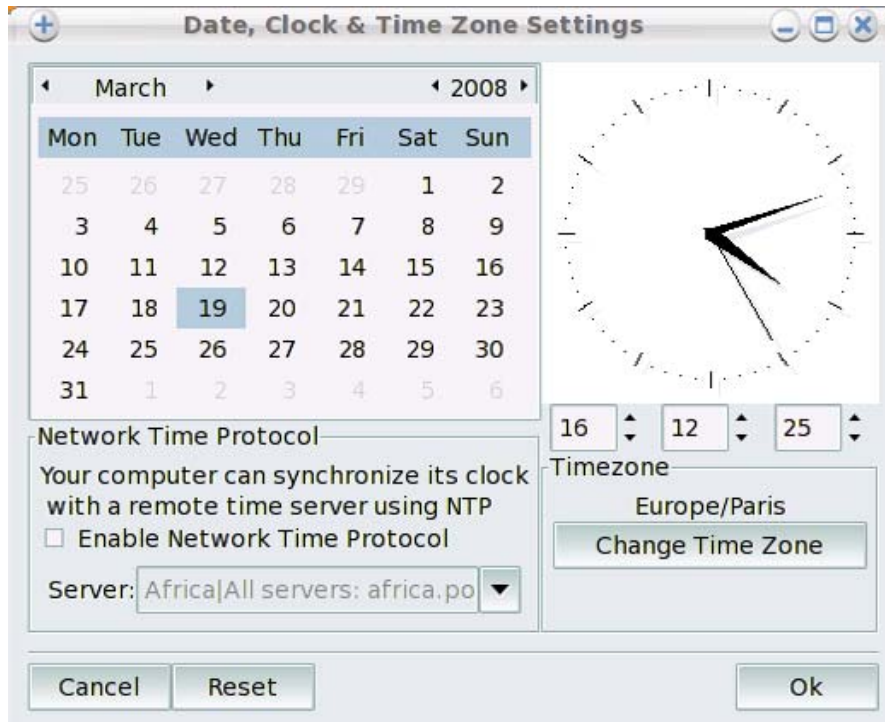 Date, Clock & Time Zone Settings
March 2008
Mon Tue Wed Thu Fri Sat Sun
25 26 27 28 29 1 2
3 4 5 6 7 8 9
10 11 12 13 14 15 16
17 18 19 20 21 22 23
24 25 26 27 28 29 30
31 1 2 3 4 5 6
16 12 25
Network Time Protocol
Your computer can synchronize its clock
with a remote time server using NTP
Enable Network Time Protocol
Server: Africa|All servers: africa.po
Timezone
Europe/Paris
Change Time Zone
Cancel Reset Ok